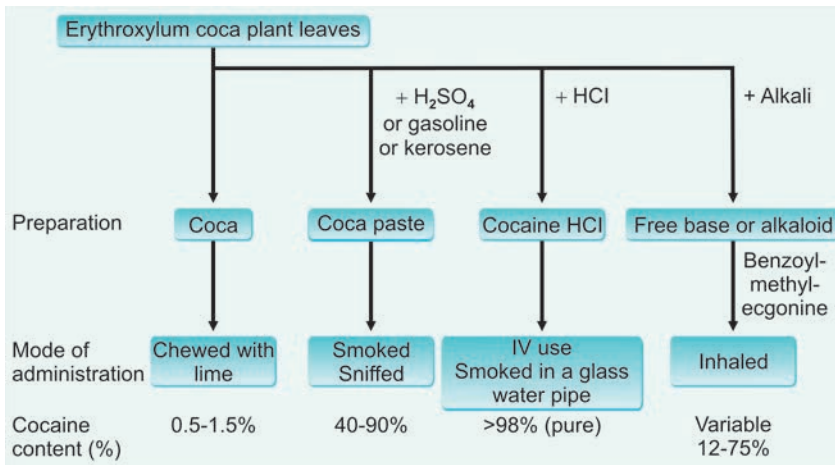 Erythroxylum coca plant leaves
+ H₂SO₄
or gasoline
or kerosene
+ HCl
+ Alkali
Preparation
Coca
Coca paste
Cocaine HCl
Free base or alkaloid
Benzoyl-
methyl-
ecgonine
Mode of
administration
Chewed with
lime
Smoked
Sniffed
IV use
Smoked in a glass
water pipe
Inhaled
Cocaine
content (%)
0.5-1.5%
40-90%
>98% (pure)
Variable
12-75%